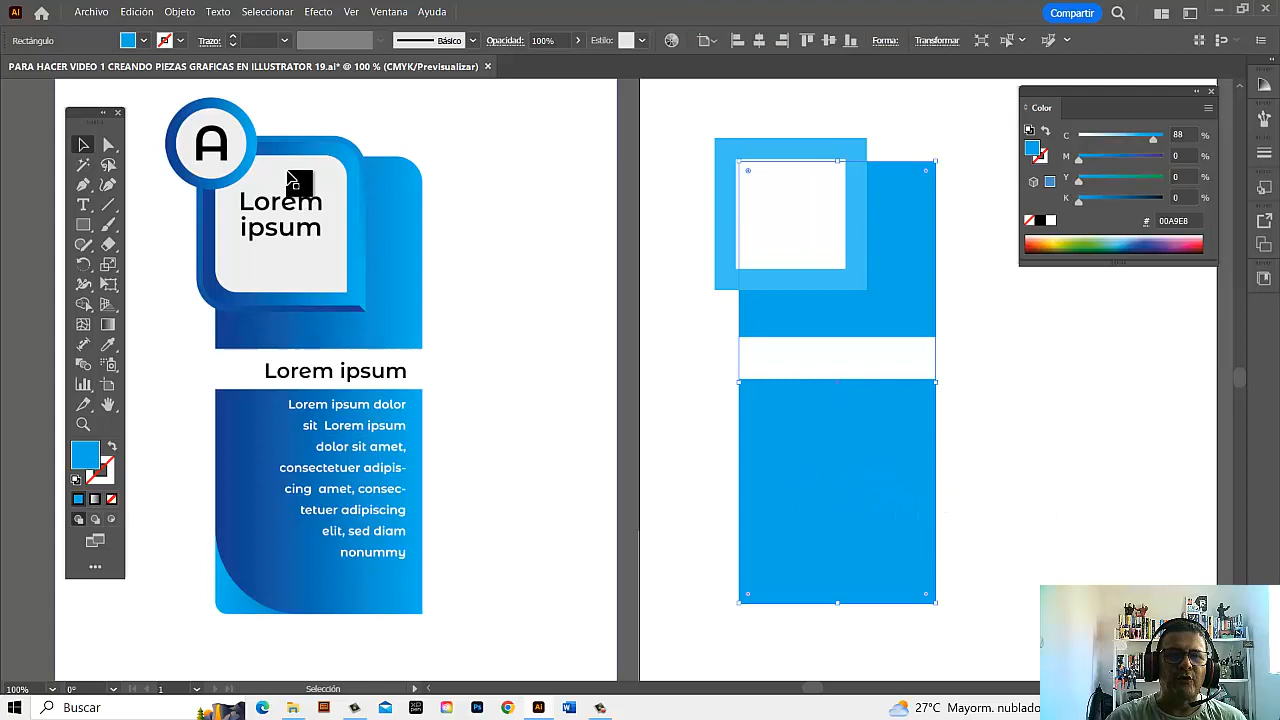 Ai
Archivo Edición Objeto Texto Seleccionar Efecto Ver Ventana Ayuda
Compartir
Rectángulo
Trazo:
Básico
Opacidad: 100%
Estilo:
Forma:
Transformar
PARA HACER VIDEO 1 CREANDO PIEZAS GRAFICAS EN ILLUSTRATOR 19.ai* @ 100 % (CMYK/Previsualizar)
A
Lorem
ipsum
Lorem ipsum
Lorem ipsum dolor
sit Lorem ipsum
dolor sit amet,
consectetuer adipis-
cing amet, consec-
tetuer adipiscing
elit, sed diam
nonummy
Color
C 88 %
M 0 %
Y 0 %
K 0 %
# 00A9E8
100%
0°
1
Selección
Buscar
27°C Mayorm. nublado